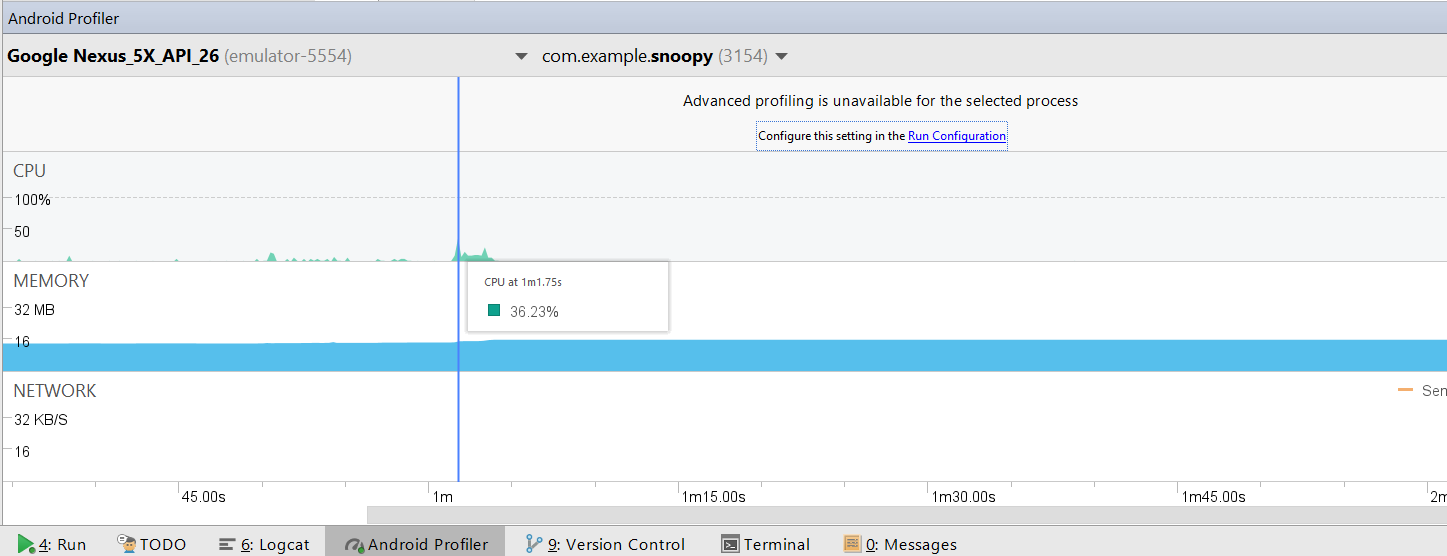 Android Profiler
Google Nexus_5X_API_26 (emulator-5554) com.example.snoopy (3154)
Advanced profiling is unavailable for the selected process
Configure this setting in the Run Configuration
CPU
100%
50
MEMORY
CPU at 1m1.75s
32 MB
36.23%
16
NETWORK
Sen
32 KB/S
16
45.00s 1m 1m15.00s 1m30.00s 1m45.00s 2m
4: Run TODO 6: Logcat Android Profiler 9: Version Control Terminal 0: Messages